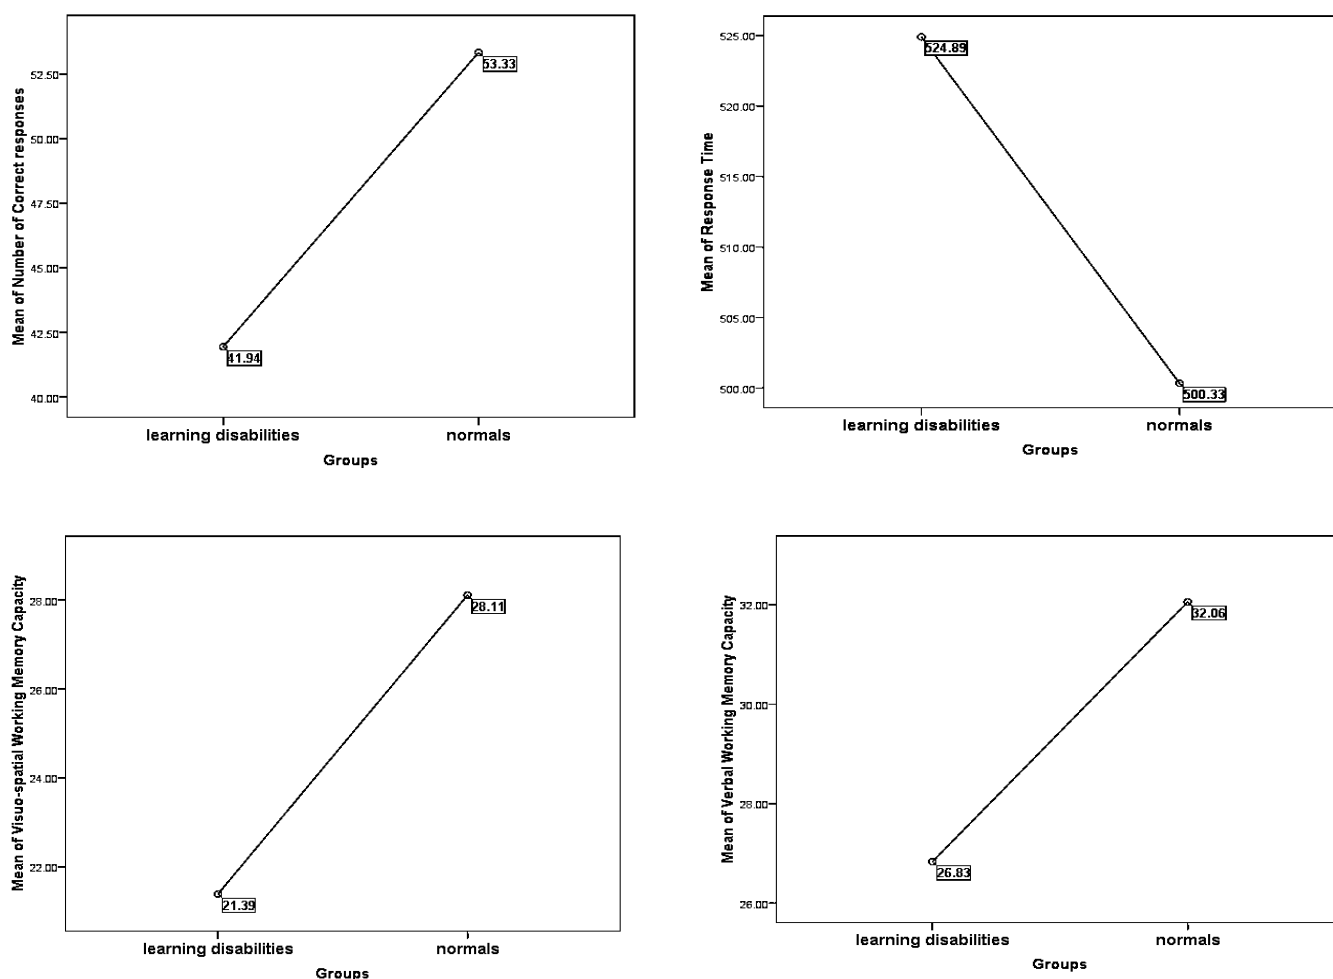 Mean of Number of Correct responses
52.50
50.00
47.50
45.00
42.50
40.00
53.33
41.94
learning disabilities normals
Groups
Mean of Response Time
525.00
520.00
515.00
510.00
505.00
500.00
524.89
500.33
learning disabilities normals
Groups
Mean of Visuo-spatial Working Memory Capacity
28.00
26.00
24.00
22.00
28.11
21.39
learning disabilities normals
Groups
Mean of Verbal Working Memory Capacity
32.00
30.00
28.00
26.00
32.06
26.83
learning disabilities normals
Groups